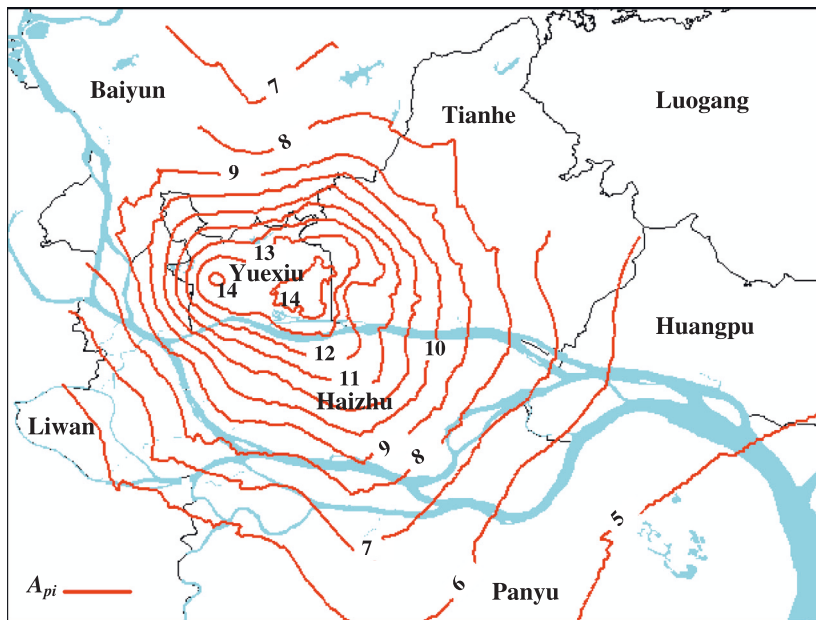 7
Baiyun
Luogang
Tianhe
8
9
13
Yuexiu
14
14
Huangpu
12
10
11
Haizhu
Liwan
9
8
5
7
6
A_pi
Panyu